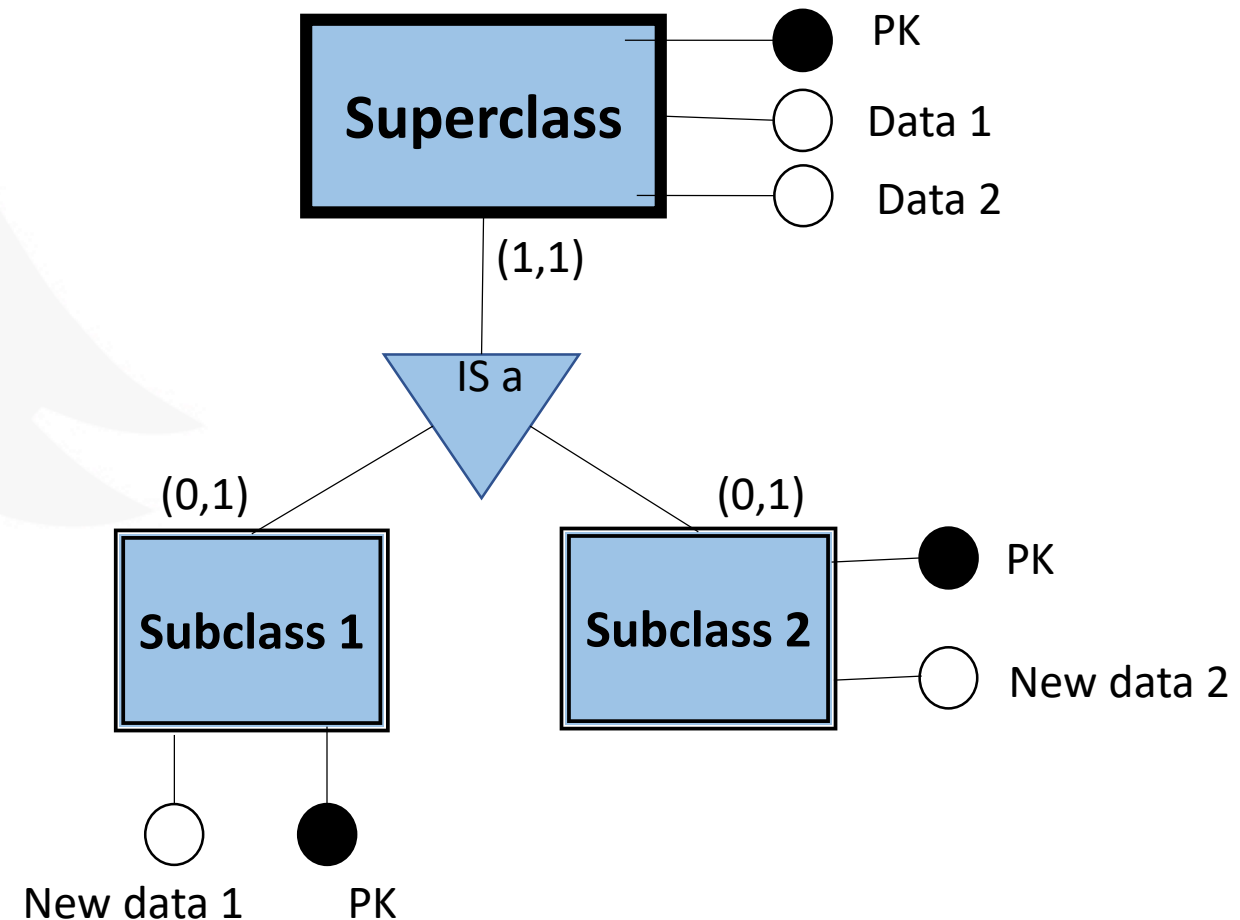 PK
Superclass
Data 1
Data 2
(1,1)
IS a
(0,1)
(0,1)
PK
Subclass 1
Subclass 2
New data 2
New data 1
PK